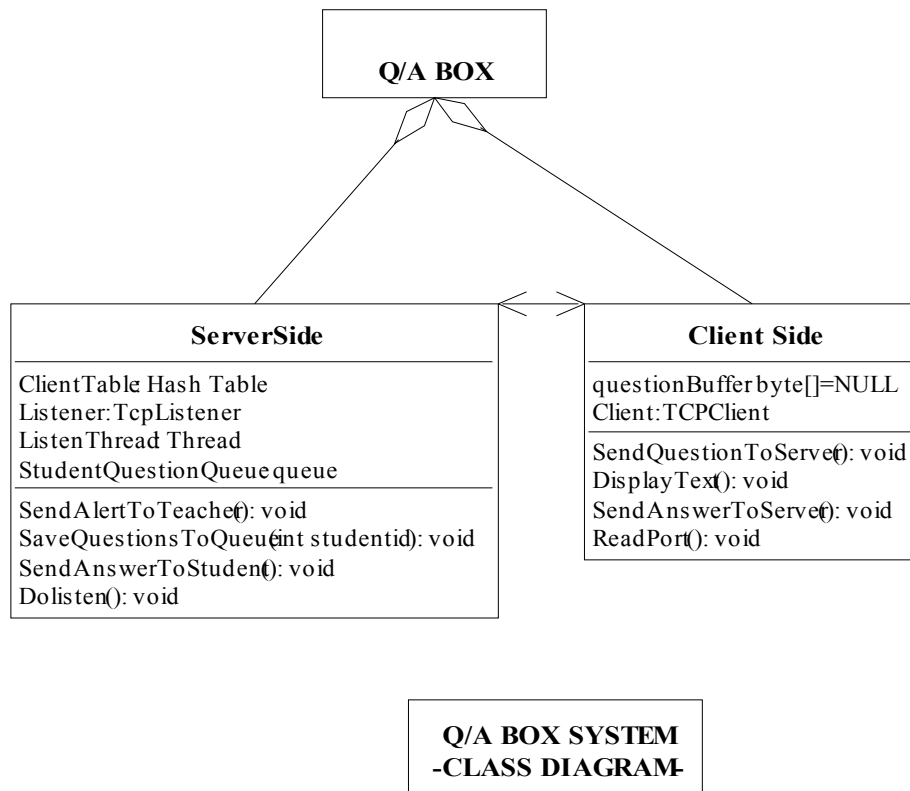 Q/A BOX
ServerSide
ClientTable: Hash Table
Listener:TcpListener
ListenThread: Thread
StudentQuestionQueue: queue
SendAlertToTeacher(): void
SaveQuestionsToQueue(int studentid): void
SendAnswerToStudent(): void
Dolisten(): void
Client Side
questionBuffer byte[]=NULL
Client:TCPClient
SendQuestionToServer(): void
DisplayText(): void
SendAnswerToServer(): void
ReadPort(): void
Q/A BOX SYSTEM
-CLASS DIAGRAM-